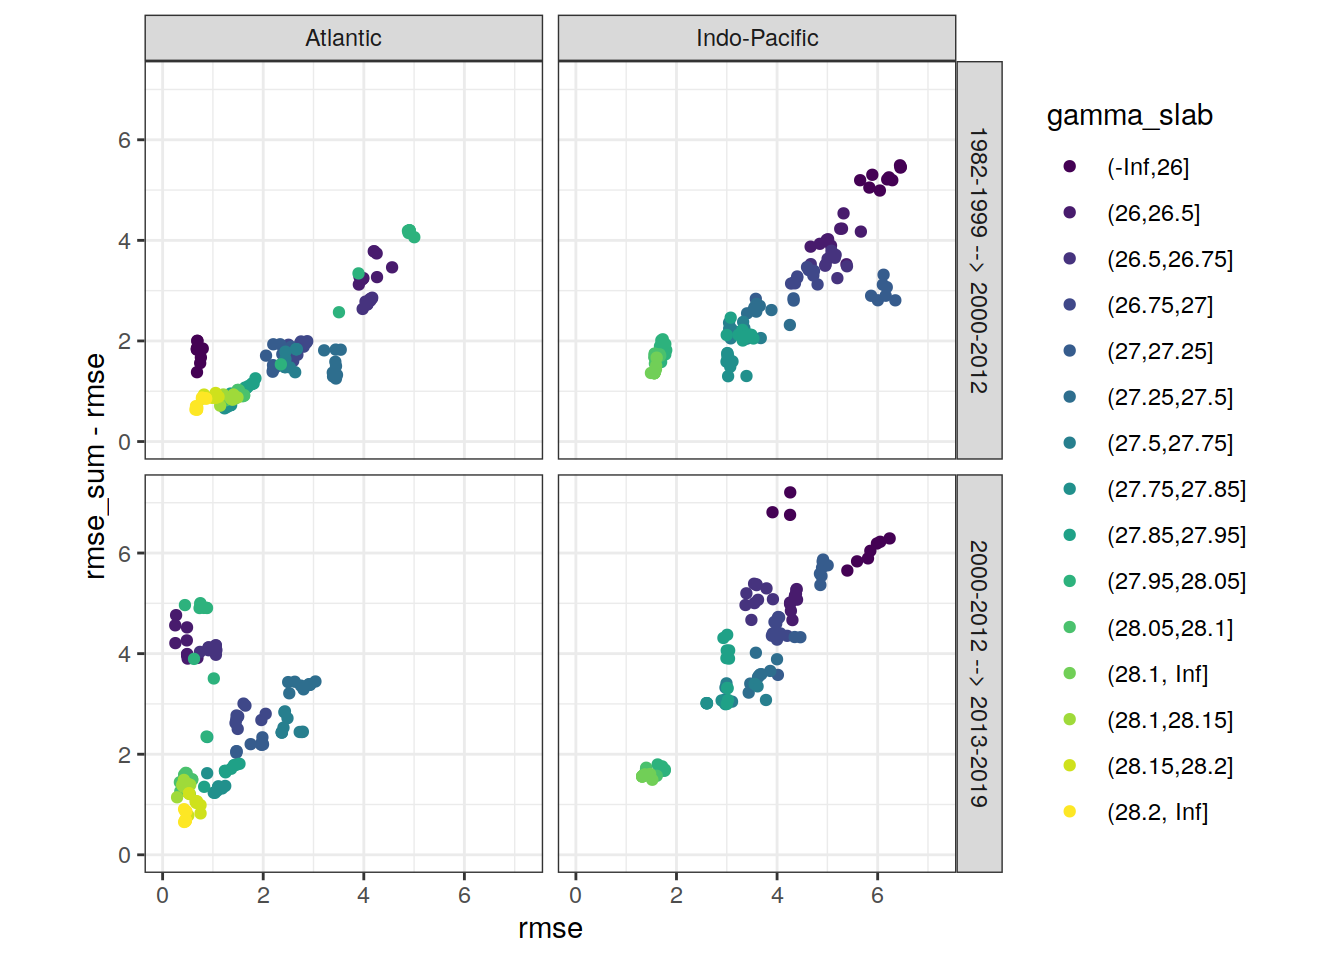 Atlantic
Indo-Pacific
1982-1999 --> 2000-2012
2000-2012 --> 2013-2019
rmse_sum - rmse
6
4
2
0
6
4
2
0
0 2 4 6
0 2 4 6
rmse
gamma_slab
(-Inf,26]
(26,26.5]
(26.5,26.75]
(26.75,27]
(27,27.25]
(27.25,27.5]
(27.5,27.75]
(27.75,27.85]
(27.85,27.95]
(27.95,28.05]
(28.05,28.1]
(28.1, Inf]
(28.1,28.15]
(28.15,28.2]
(28.2, Inf]